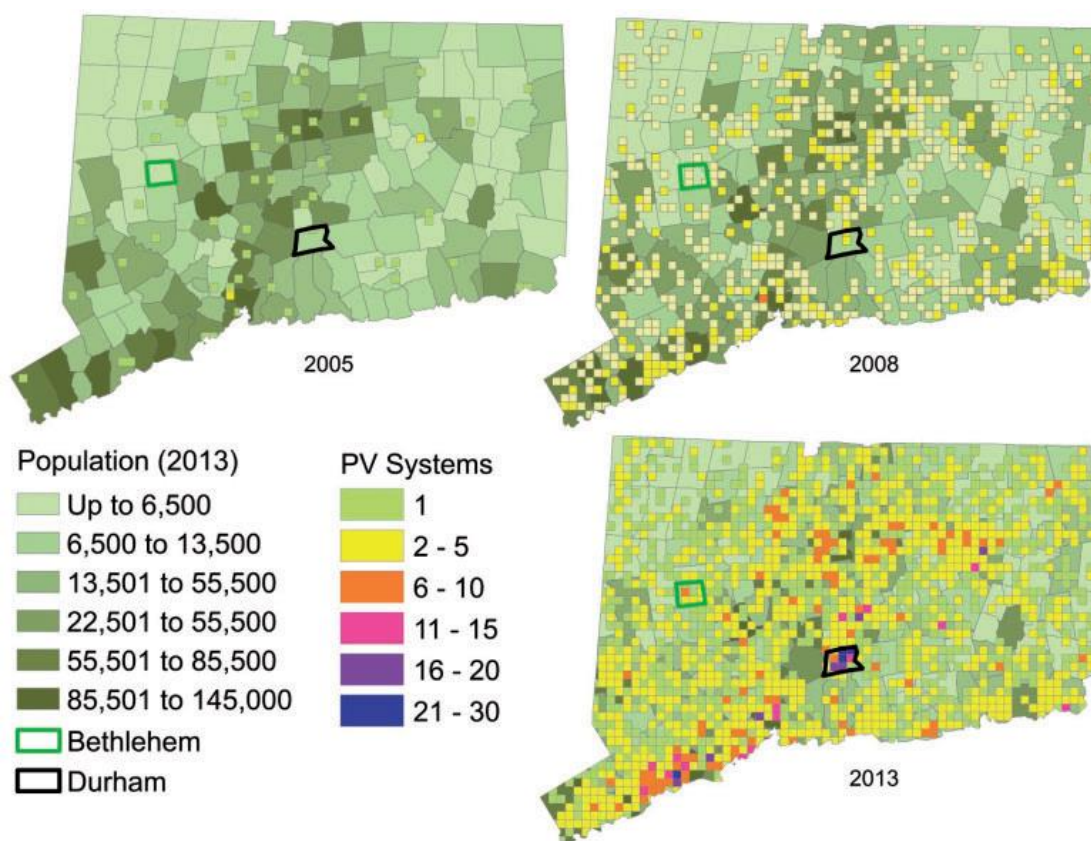 2005
2008
Population (2013)
Up to 6,500
6,500 to 13,500
13,501 to 55,500
22,501 to 55,500
55,501 to 85,500
85,501 to 145,000
Bethlehem
Durham
PV Systems
1
2 - 5
6 - 10
11 - 15
16 - 20
21 - 30
2013